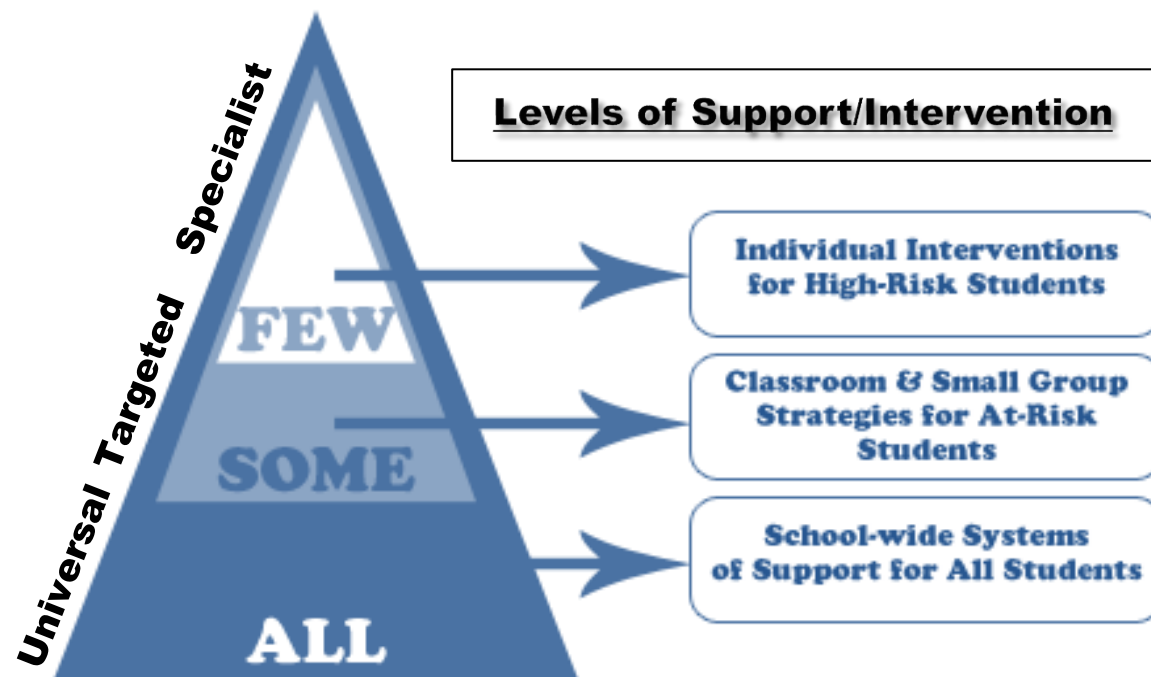 Levels of Support/Intervention
Specialist
Targeted
Universal
FEW
SOME
ALL
Individual Interventions
for High-Risk Students
Classroom & Small Group
Strategies for At-Risk
Students
School-wide Systems
of Support for All Students